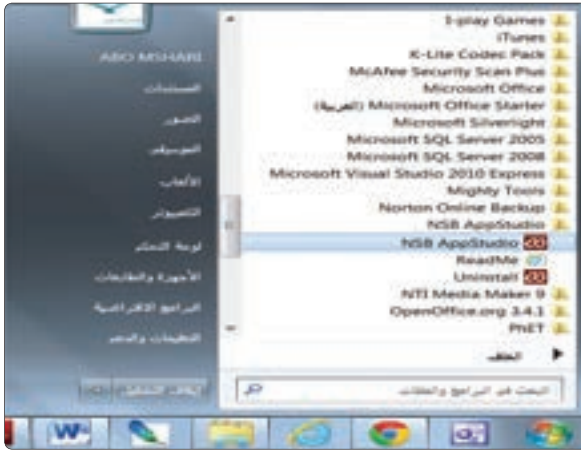 I-play Games
iTunes
K-Lite Codec Pack
McAfee Security Scan Plus
Microsoft Office
Microsoft Office Starter (العربية)
Microsoft Silverlight
Microsoft SQL Server 2005
Microsoft SQL Server 2008
Microsoft Visual Studio 2010 Express
Mighty Tools
Norton Online Backup
NSB AppStudio
NSB AppStudio
ReadMe
Uninstall
NTI Media Maker 9
OpenOffice.org 3.4.1
PhET
الخلف
البحث في البرامج والملفات
ABO MSHARI
المستندات
الصور
الموسيقى
الألعاب
الكمبيوتر
لوحة التحكم
الأجهزة والطابعات
البرامج الافتراضية
التعليمات والدعم
إيقاف التشغيل